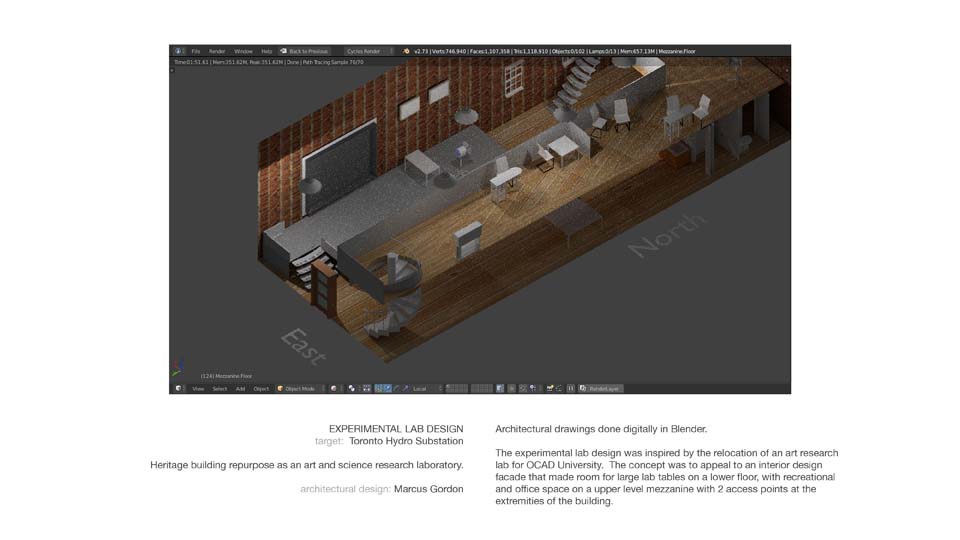 File Render Window Help Back to Previous Cycles Render v2.73 | Verts:746,940 | Faces:1,107,358 | Tris:1,118,910 | Objects:0/102 | Lamps:0/13 | Mem:657.13M | Mezzanine.Floor
Time:01:51.61 | Mem:351.62M, Peak:351.62M | Done | Path Tracing Sample 70/70
North
East
(124) Mezzanine.Floor
View Select Add Object Object Mode Local RenderLayer
EXPERIMENTAL LAB DESIGN
target: Toronto Hydro Substation
Heritage building repurpose as an art and science research laboratory.
architectural design: Marcus Gordon
Architectural drawings done digitally in Blender.
The experimental lab design was inspired by the relocation of an art research
lab for OCAD University. The concept was to appeal to an interior design
facade that made room for large lab tables on a lower floor, with recreational
and office space on a upper level mezzanine with 2 access points at the
extremities of the building.